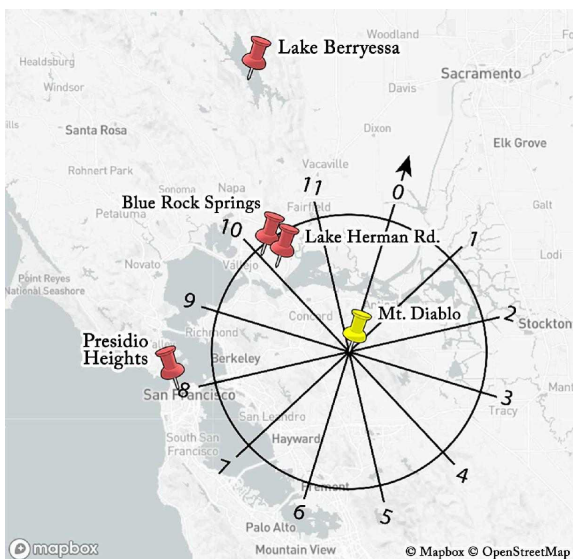 Woodland
Lake Berryessa
Healdsburg
Sacramento
Windsor
Davis
Santa Rosa
Dixon
Elk Grove
Rohnert Park
Vacaville
Sonoma
Napa
11
0
Galt
Blue Rock Springs
Fairfield
Petaluma
10
Lake Herman Rd.
1
Lodi
Vallejo
Novato
Point Reyes
National Seashore
9
Concord
Mt. Diablo
2
Stockton
Presidio
Heights
Richmond
Berkeley
8
San Francisco
3
Tracy
San Leandro
South San
Francisco
Hayward
7
4
Fremont
6
5
Palo Alto
Mountain View
mapbox
© Mapbox © OpenStreetMap